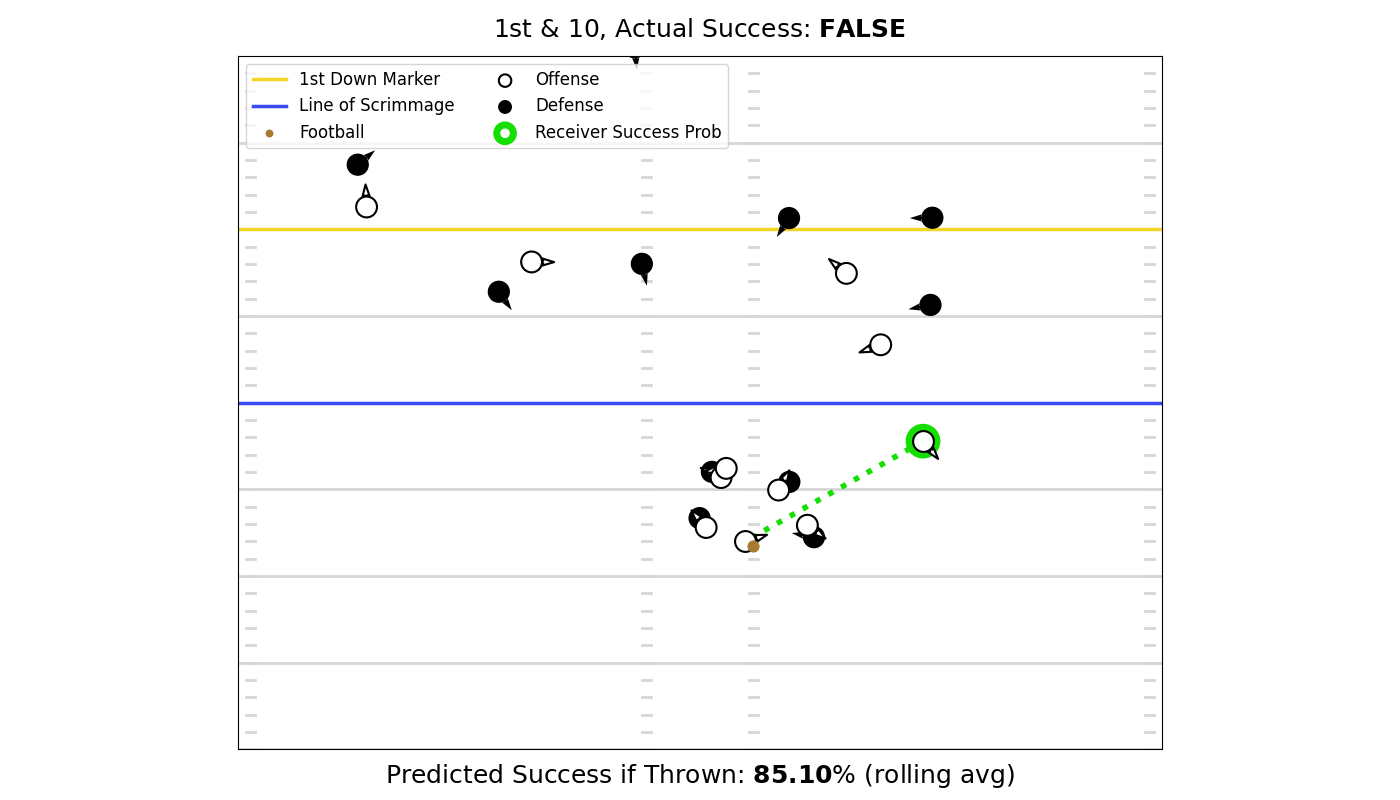 1st & 10, Actual Success: FALSE
1st Down Marker
Line of Scrimmage
Football
Offense
Defense
Receiver Success Prob
Predicted Success if Thrown: 85.10% (rolling avg)